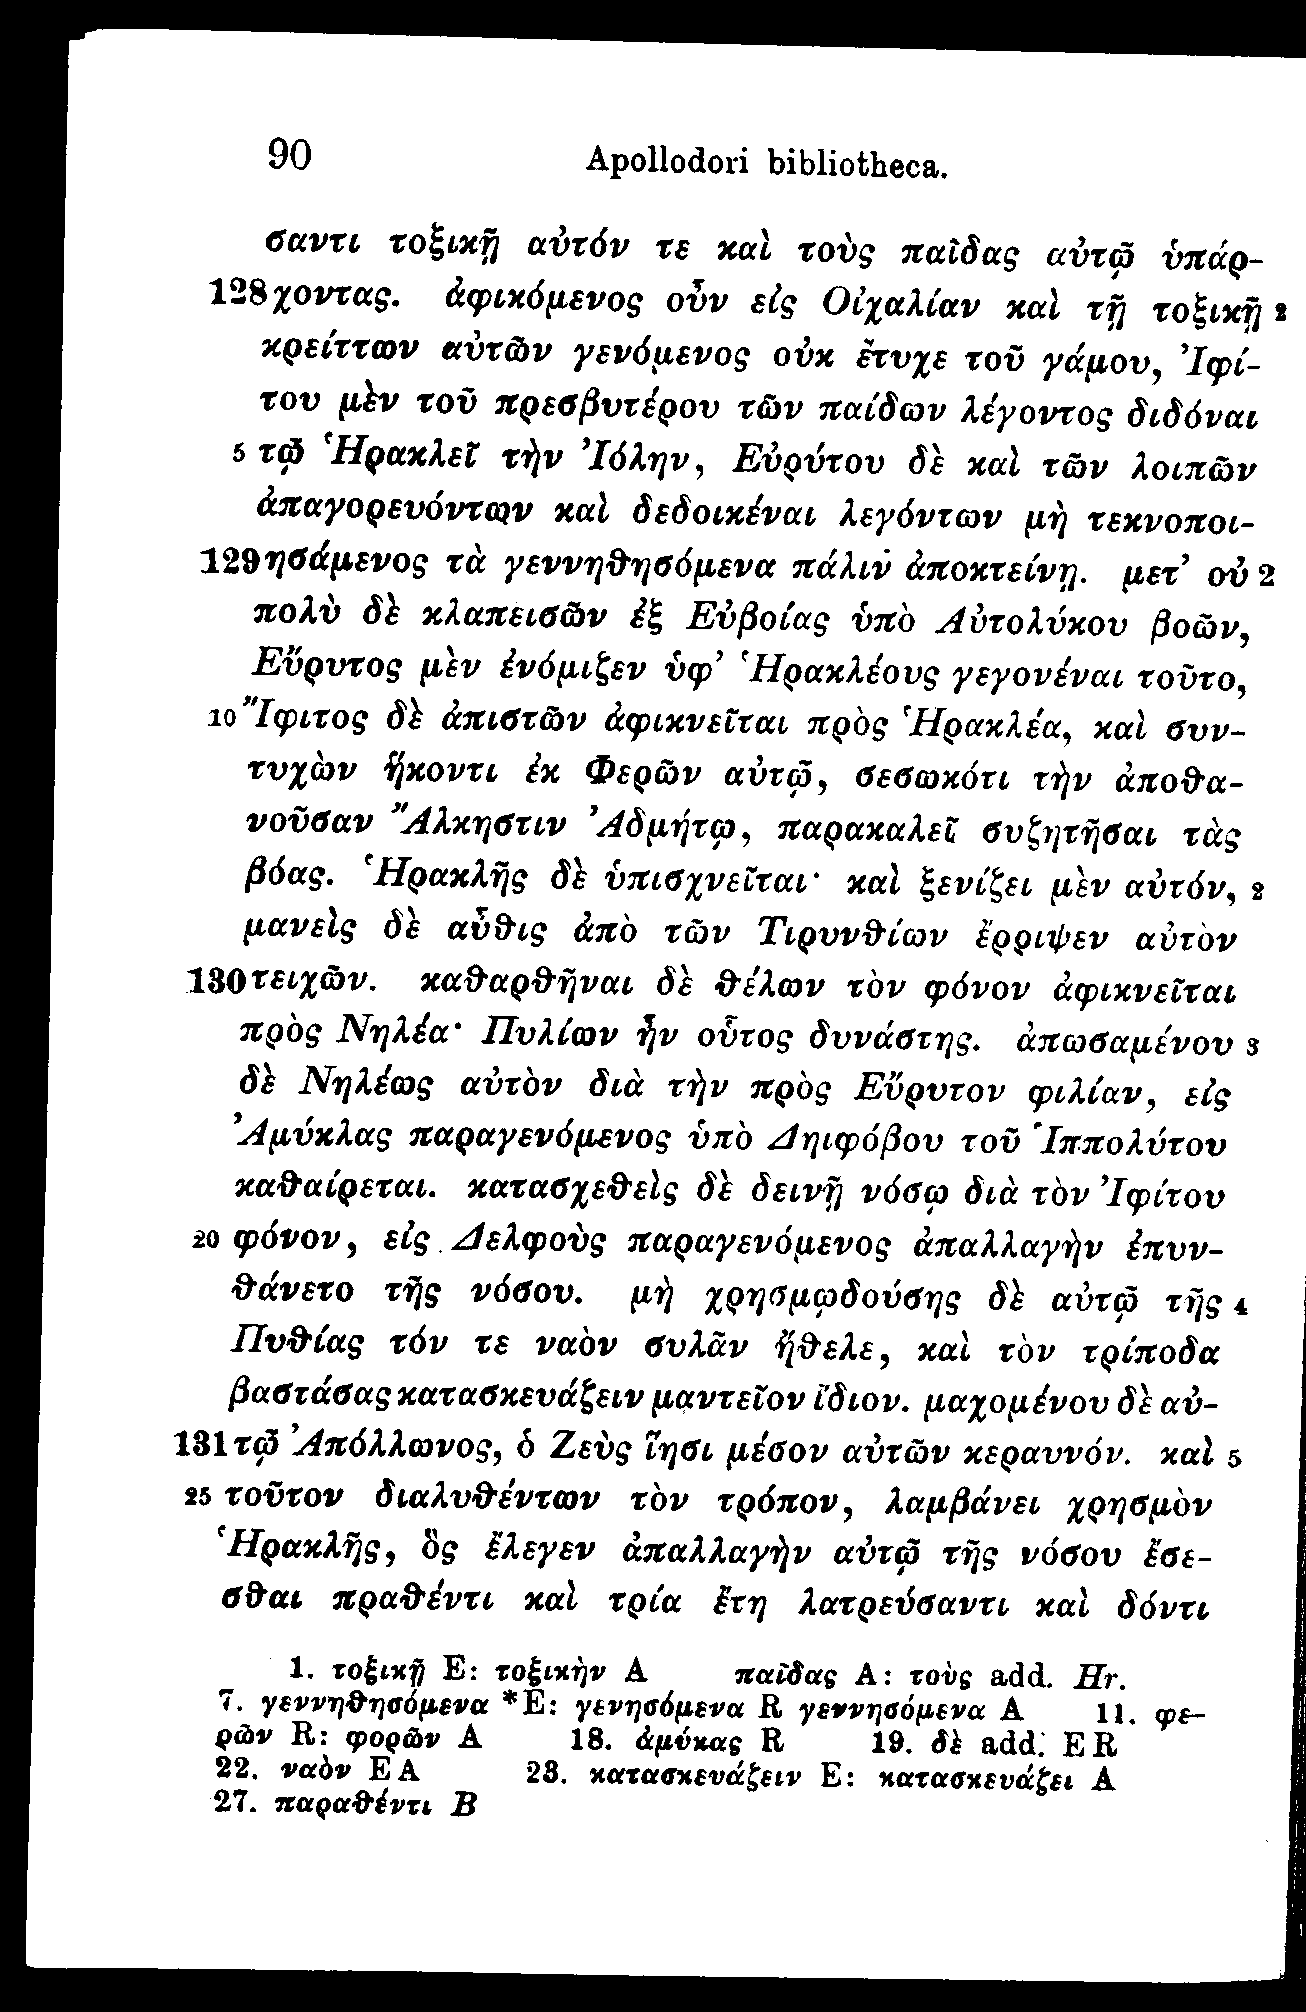 90 Apollodori bibliotheca.
σαντι τοξικῇ αὐτόν τε καὶ τοὺς παῖδας αὐτῷ ὑπάρ-
128 χοντας. ἀφικόμενος οὖν εἰς Οἰχαλίαν καὶ τῇ τοξικῇ 2
κρείττων αὐτῶν γενόμενος οὐκ ἔτυχε τοῦ γάμου, Ἰφί-
του μὲν τοῦ πρεσβυτέρου τῶν παίδων λέγοντος διδόναι
5 τῷ Ἡρακλεῖ τὴν Ἰόλην, Εὐρύτου δὲ καὶ τῶν λοιπῶν
ἀπαγορευόντων καὶ δεδοικέναι λεγόντων μὴ τεκνοποι-
129 ησάμενος τὰ γεννηθησόμενα πάλιν ἀποκτείνῃ. μετ’ οὐ 2
πολὺ δὲ κλαπεισῶν ἐξ Εὐβοίας ὑπὸ Αὐτολύκου βοῶν,
Εὔρυτος μὲν ἐνόμιζεν ὑφ’ Ἡρακλέους γεγονέναι τοῦτο,
10 Ἴφιτος δὲ ἀπιστῶν ἀφικνεῖται πρὸς Ἡρακλέα, καὶ συν-
τυχὼν ἥκοντι ἐκ Φερῶν αὐτῷ, σεσωκότι τὴν ἀποθα-
νοῦσαν Ἄλκηστιν Ἀδμήτῳ, παρακαλεῖ συζητῆσαι τὰς
βόας. Ἡρακλῆς δὲ ὑπισχνεῖται· καὶ ξενίζει μὲν αὐτόν, 2
μανεὶς δὲ αὖθις ἀπὸ τῶν Τιρυνθίων ἔρριψεν αὐτὸν
130 τειχῶν. καθαρθῆναι δὲ θέλων τὸν φόνον ἀφικνεῖται
πρὸς Νηλέα· Πυλίων ἦν οὗτος δυνάστης. ἀπωσαμένου 3
δὲ Νηλέως αὐτὸν διὰ τὴν πρὸς Εὔρυτον φιλίαν, εἰς
Ἀμύκλας παραγενόμενος ὑπὸ Δηιφόβου τοῦ Ἱππολύτου
καθαίρεται. κατασχεθεὶς δὲ δεινῇ νόσῳ διὰ τὸν Ἰφίτου
20 φόνον, εἰς Δελφοὺς παραγενόμενος ἀπαλλαγὴν ἐπυν-
θάνετο τῆς νόσου. μὴ χρησμῳδούσης δὲ αὐτῷ τῆς 4
Πυθίας τόν τε ναὸν συλᾶν ἤθελε, καὶ τὸν τρίποδα
βαστάσας κατασκευάζειν μαντεῖον ἴδιον. μαχομένου δὲ αὐ-
131 τῷ Ἀπόλλωνος, ὁ Ζεὺς ἵησι μέσον αὐτῶν κεραυνόν. καὶ 5
25 τοῦτον διαλυθέντων τὸν τρόπον, λαμβάνει χρησμὸν
Ἡρακλῆς, ὃς ἔλεγεν ἀπαλλαγὴν αὐτῷ τῆς νόσου ἔσε-
σθαι πραθέντι καὶ τρία ἔτη λατρεύσαντι καὶ δόντι
1. τοξικῇ E: τοξικὴν A παῖδας A: τοὺς add. Hr.
7. γεννηθησόμενα *E: γενησόμενα R γεννησόμενα A 11. φε-
ρῶν R: φορῶν A 18. ἀμύκας R 19. δὲ add. ER
22. ναὸν EA 23. κατασκευάζειν E: κατασκευάζει A
27. παραθέντι B